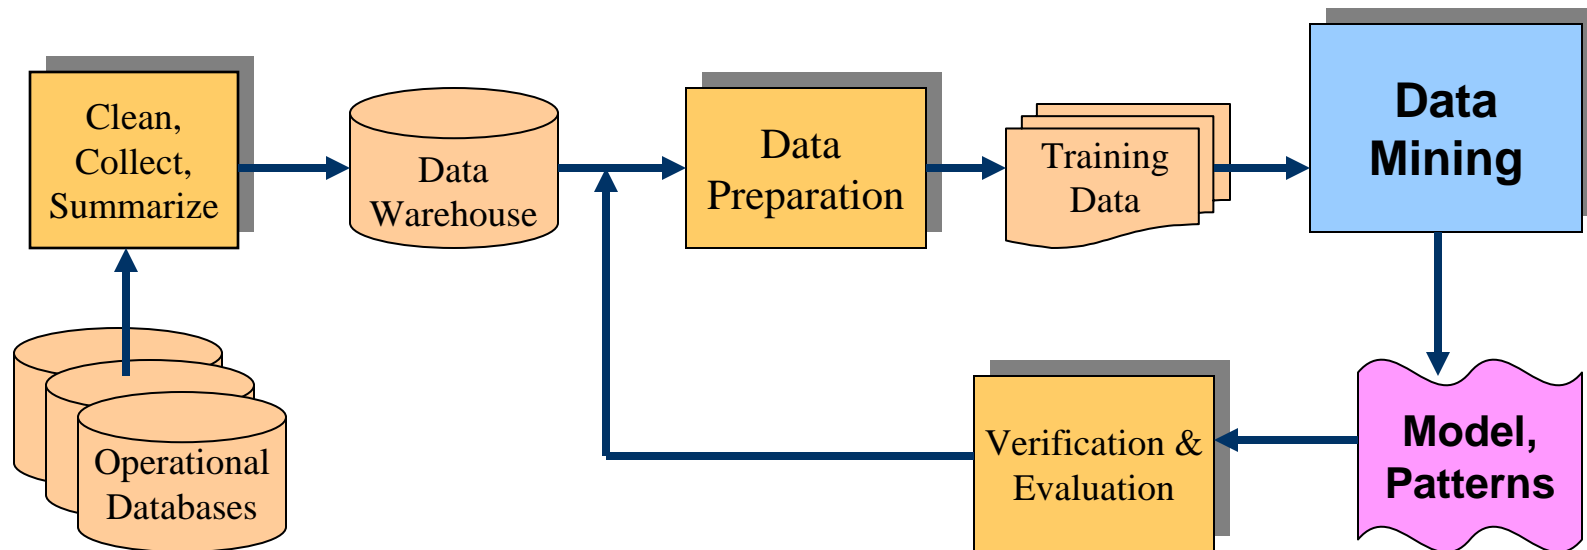 Clean,
Collect,
Summarize
Data
Warehouse
Data
Preparation
Training
Data
Data
Mining
Operational
Databases
Verification &
Evaluation
Model,
Patterns